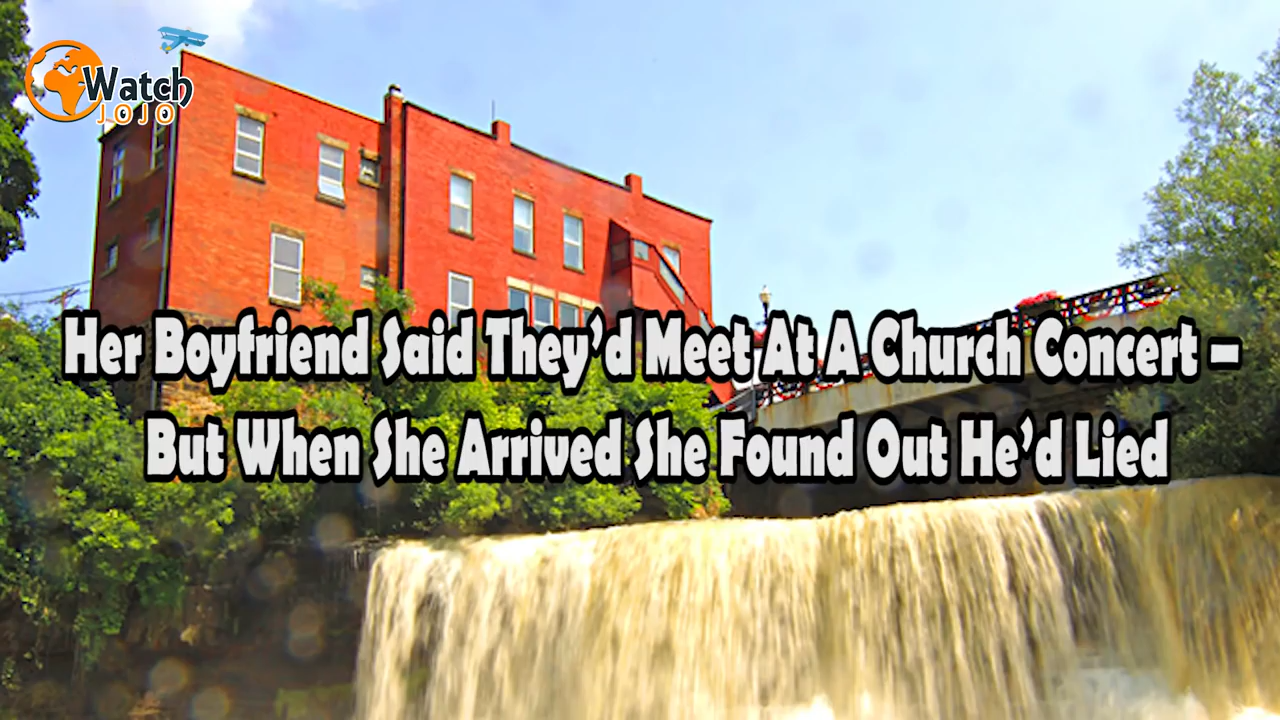 Watch
JOJO
Her Boyfriend Said They’d Meet At A Church Concert –
But When She Arrived She Found Out He’d Lied